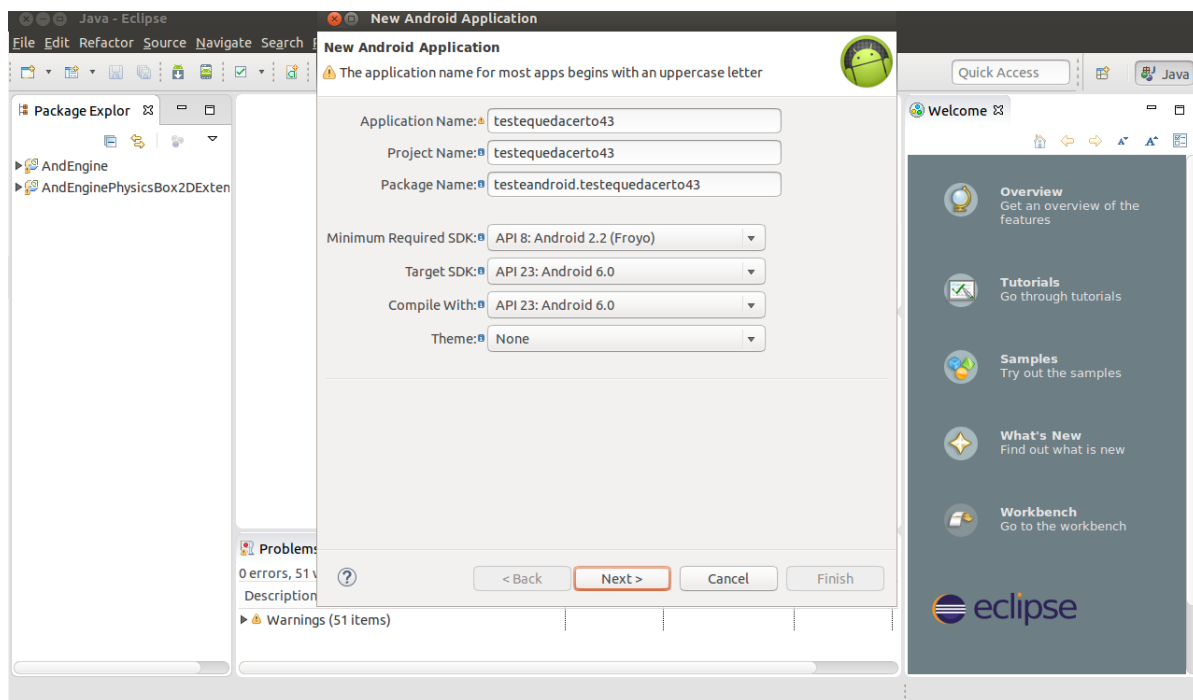 Java - Eclipse
New Android Application
File Edit Refactor Source Navigate Search
New Android Application
The application name for most apps begins with an uppercase letter
Quick Access
Java
Package Explor
AndEngine
AndEnginePhysicsBox2DExten
Application Name: testequedacerto43
Project Name: testequedacerto43
Package Name: testeandroid.testequedacerto43
Minimum Required SDK: API 8: Android 2.2 (Froyo)
Target SDK: API 23: Android 6.0
Compile With: API 23: Android 6.0
Theme: None
< Back
Next >
Cancel
Finish
Problems
0 errors, 51 w
Description
Warnings (51 items)
Welcome
Overview
Get an overview of the
features
Tutorials
Go through tutorials
Samples
Try out the samples
What's New
Find out what is new
Workbench
Go to the workbench
eclipse